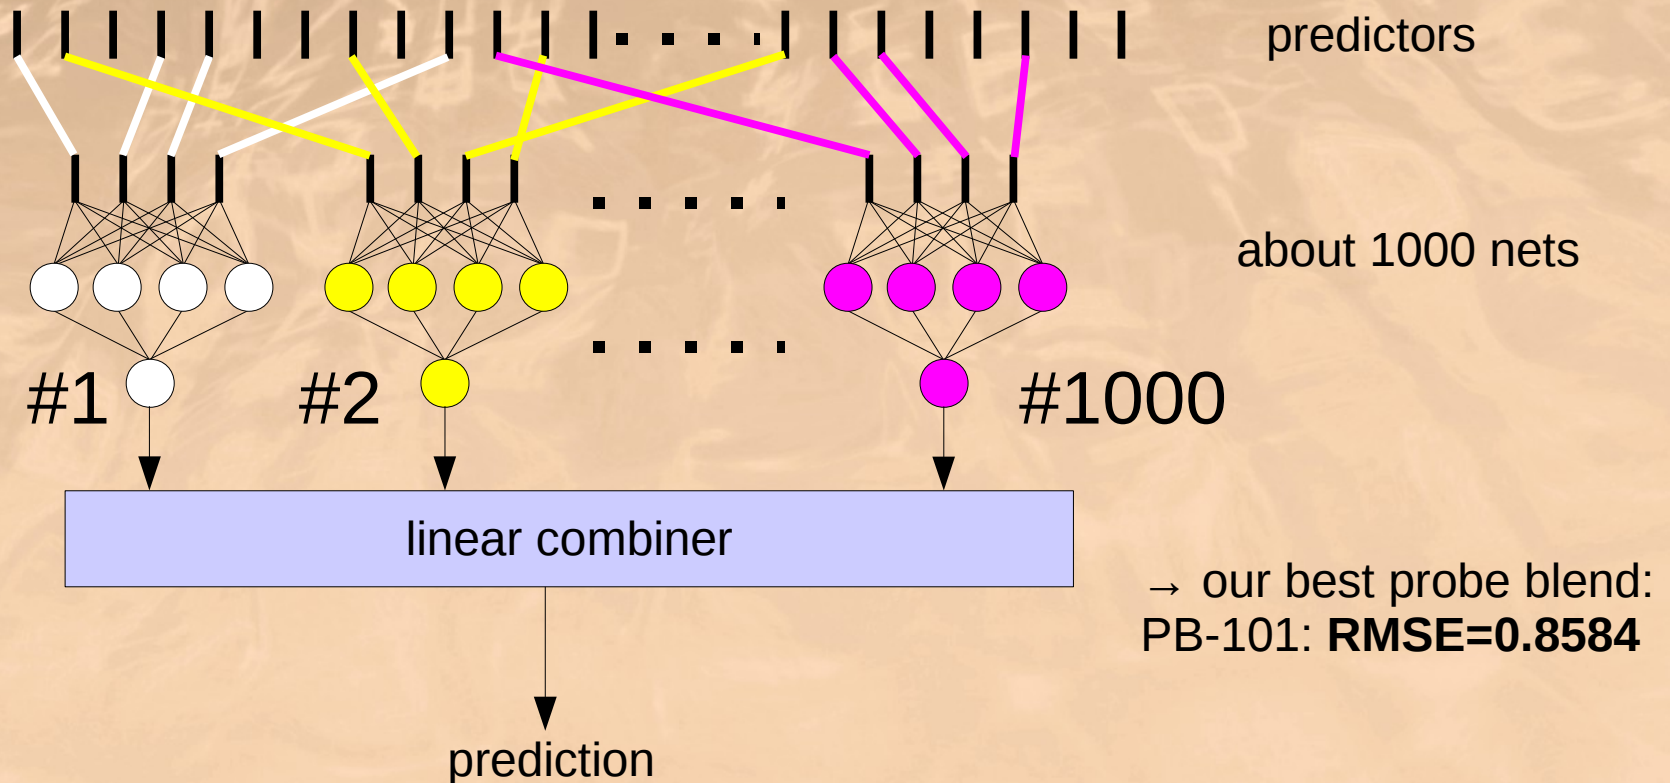 predictors
about 1000 nets
#1
#2
#1000
linear combiner
→ our best probe blend:
PB-101: RMSE=0.8584
prediction